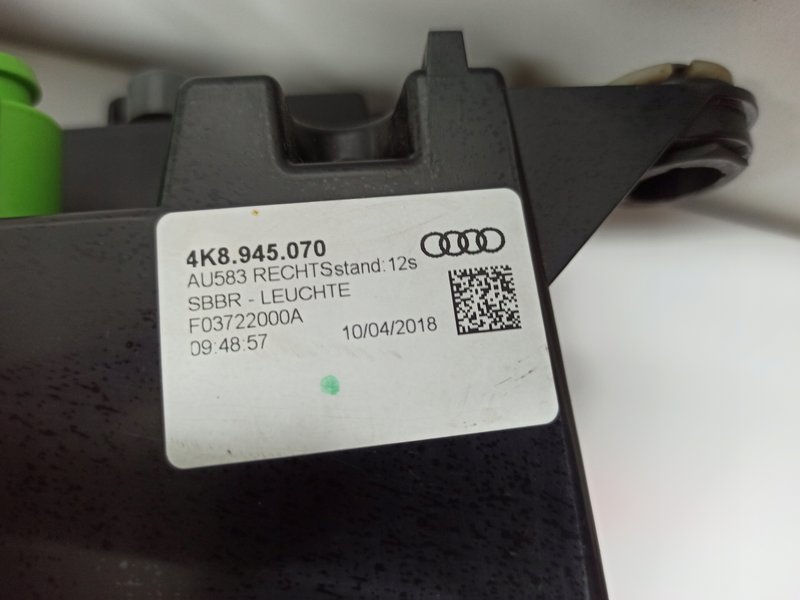 4K8.945.070
AU583 RECHTSstand:12s
SBBR - LEUCHTE
F03722000A
09:48:57 10/04/2018